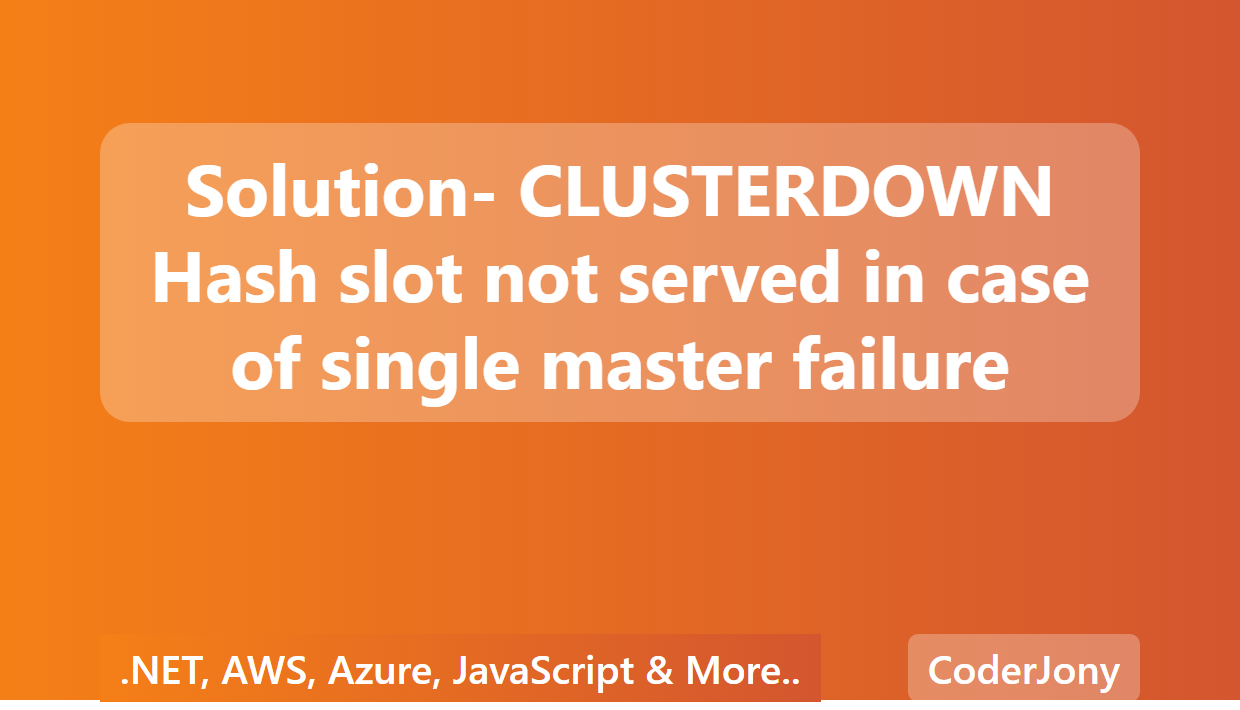 Solution- CLUSTERDOWN
Hash slot not served in case
of single master failure
.NET, AWS, Azure, JavaScript & More..
CoderJony